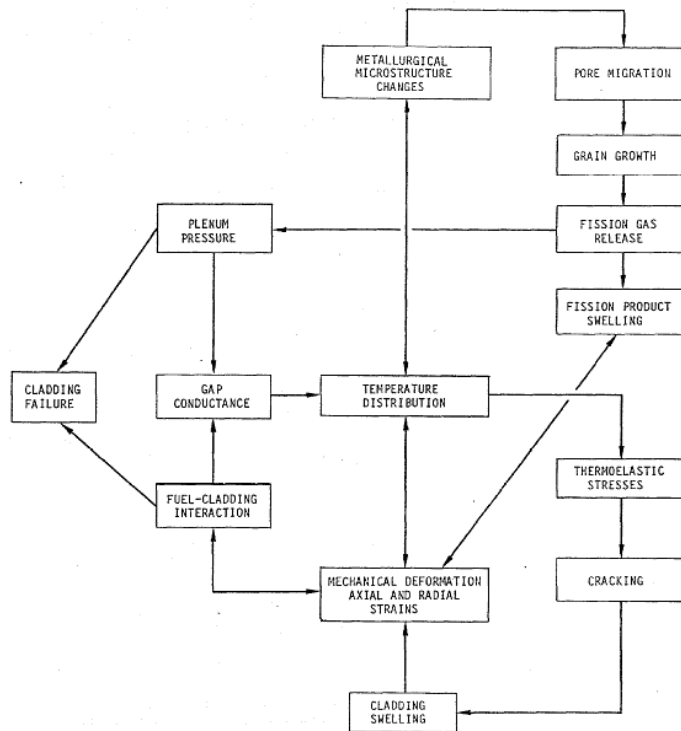 METALLURGICAL
MICROSTRUCTURE
CHANGES
PORE MIGRATION
GRAIN GROWTH
PLENUM
PRESSURE
FISSION GAS
RELEASE
FISSION PRODUCT
SWELLING
CLADDING
FAILURE
GAP
CONDUCTANCE
TEMPERATURE
DISTRIBUTION
THERMOELASTIC
STRESSES
FUEL-CLADDING
INTERACTION
MECHANICAL DEFORMATION
AXIAL AND RADIAL
STRAINS
CRACKING
CLADDING
SWELLING